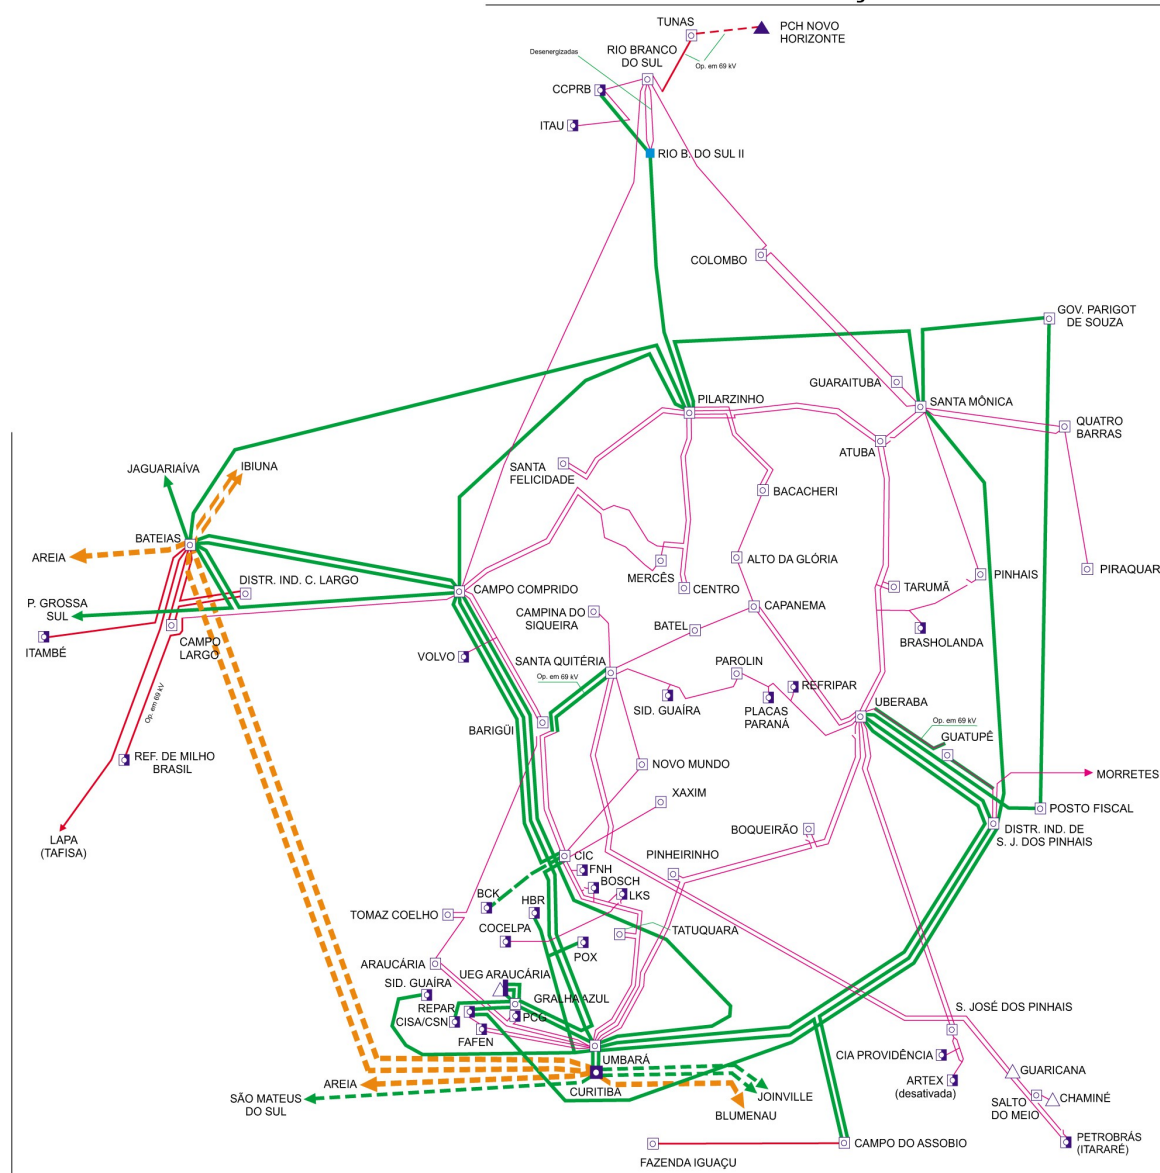 TUNAS
PCH NOVO
HORIZONTE
RIO BRANCO
DO SUL
Desenergizadas
Op. em 69 kV
CCPRB
ITAU
RIO B. DO SUL II
COLOMBO
GOV. PARIGOT
DE SOUZA
GUARAITUBA
PILARZINHO
SANTA MÔNICA
QUATRO
BARRAS
ATUBA
JAGUARIAÍVA
IBIUNA
SANTA
FELICIDADE
BACACHERI
BATEIAS
AREIA
ALTO DA GLÓRIA
PIRAQUAR
DISTR. IND. C. LARGO
MERCÊS
CENTRO
TARUMÃ
PINHAIS
P. GROSSA
SUL
CAMPO COMPRIDO
CAMPINA DO
SIQUEIRA
CAPANEMA
CAMPO
LARGO
BATEL
BRASHOLANDA
ITAMBÉ
VOLVO
SANTA QUITÉRIA
Op. em 69 kV
PAROLIN
REFRIPAR
SID. GUAÍRA
PLACAS
PARANÁ
UBERABA
Op. em 69 kV
Op. em 69 kV
GUATUPÊ
BARIGÜI
REF. DE MILHO
BRASIL
NOVO MUNDO
MORRETES
XAXIM
POSTO FISCAL
BOQUEIRÃO
DISTR. IND. DE
S. J. DOS PINHAIS
LAPA
(TAFISA)
CIC
PINHEIRINHO
FNH
BOSCH
LKS
BCK
HBR
TOMAZ COELHO
TATUQUARA
COCELPA
POX
ARAUCÁRIA
UEG ARAUCÁRIA
SID. GUAÍRA
GRALHA AZUL
REPAR
CISA/CSN
PCG
FAFEN
S. JOSÉ DOS PINHAIS
UMBARÁ
CIA PROVIDÊNCIA
GUARICANA
AREIA
CURITIBA
ARTEX
(desativada)
SALTO
DO MEIO
CHAMINÉ
SÃO MATEUS
DO SUL
JOINVILLE
BLUMENAU
CAMPO DO ASSOBIO
PETROBRÁS
(ITARARÉ)
FAZENDA IGUAÇU